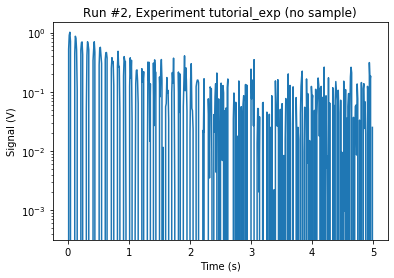 Run #2, Experiment tutorial_exp (no sample)
10⁰
10⁻¹
10⁻²
10⁻³
Signal (V)
0 1 2 3 4 5
Time (s)